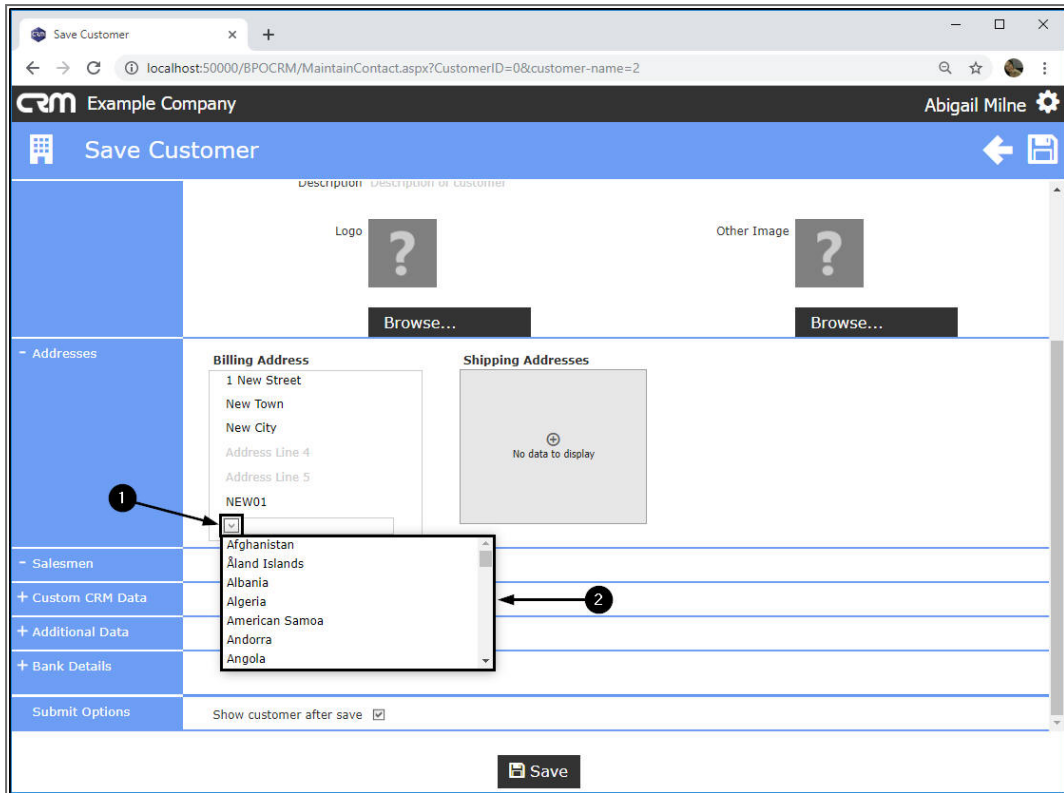 Save Customer
localhost:50000/BPOCRM/MaintainContact.aspx?CustomerID=0&customer-name=2
CRM Example Company
Abigail Milne
Save Customer
Description Description of customer
Logo
?
Other Image
?
Browse...
Browse...
- Addresses
Billing Address
Shipping Addresses
1 New Street
New Town
New City
Address Line 4
Address Line 5
NEW01
No data to display
1
Afghanistan
Åland Islands
Albania
Algeria
American Samoa
Andorra
Angola
2
- Salesmen
+ Custom CRM Data
+ Additional Data
+ Bank Details
Submit Options
Show customer after save
Save